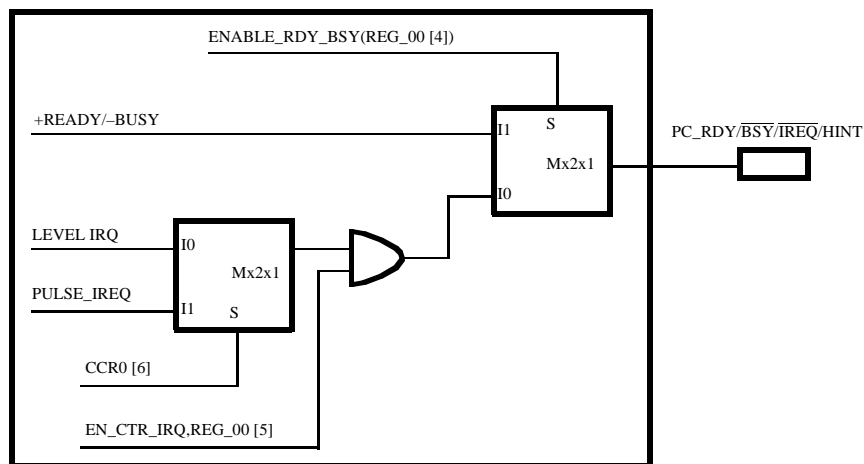 ENABLE_RDY_BSY(REG_00 [4])
+READY/–BUSY
I1
S
PC_RDY/BSY/IREQ/HINT
Mx2x1
I0
LEVEL IRQ
I0
Mx2x1
PULSE_IREQ
I1
S
CCR0 [6]
EN_CTR_IRQ,REG_00 [5]